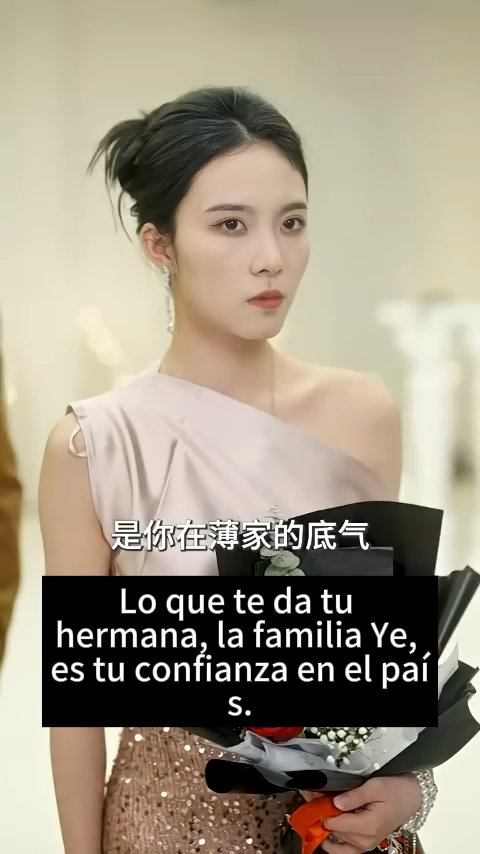 是你在薄家的底气
Lo que te da tu
hermana, la familia Ye,
es tu confianza en el paí
s.